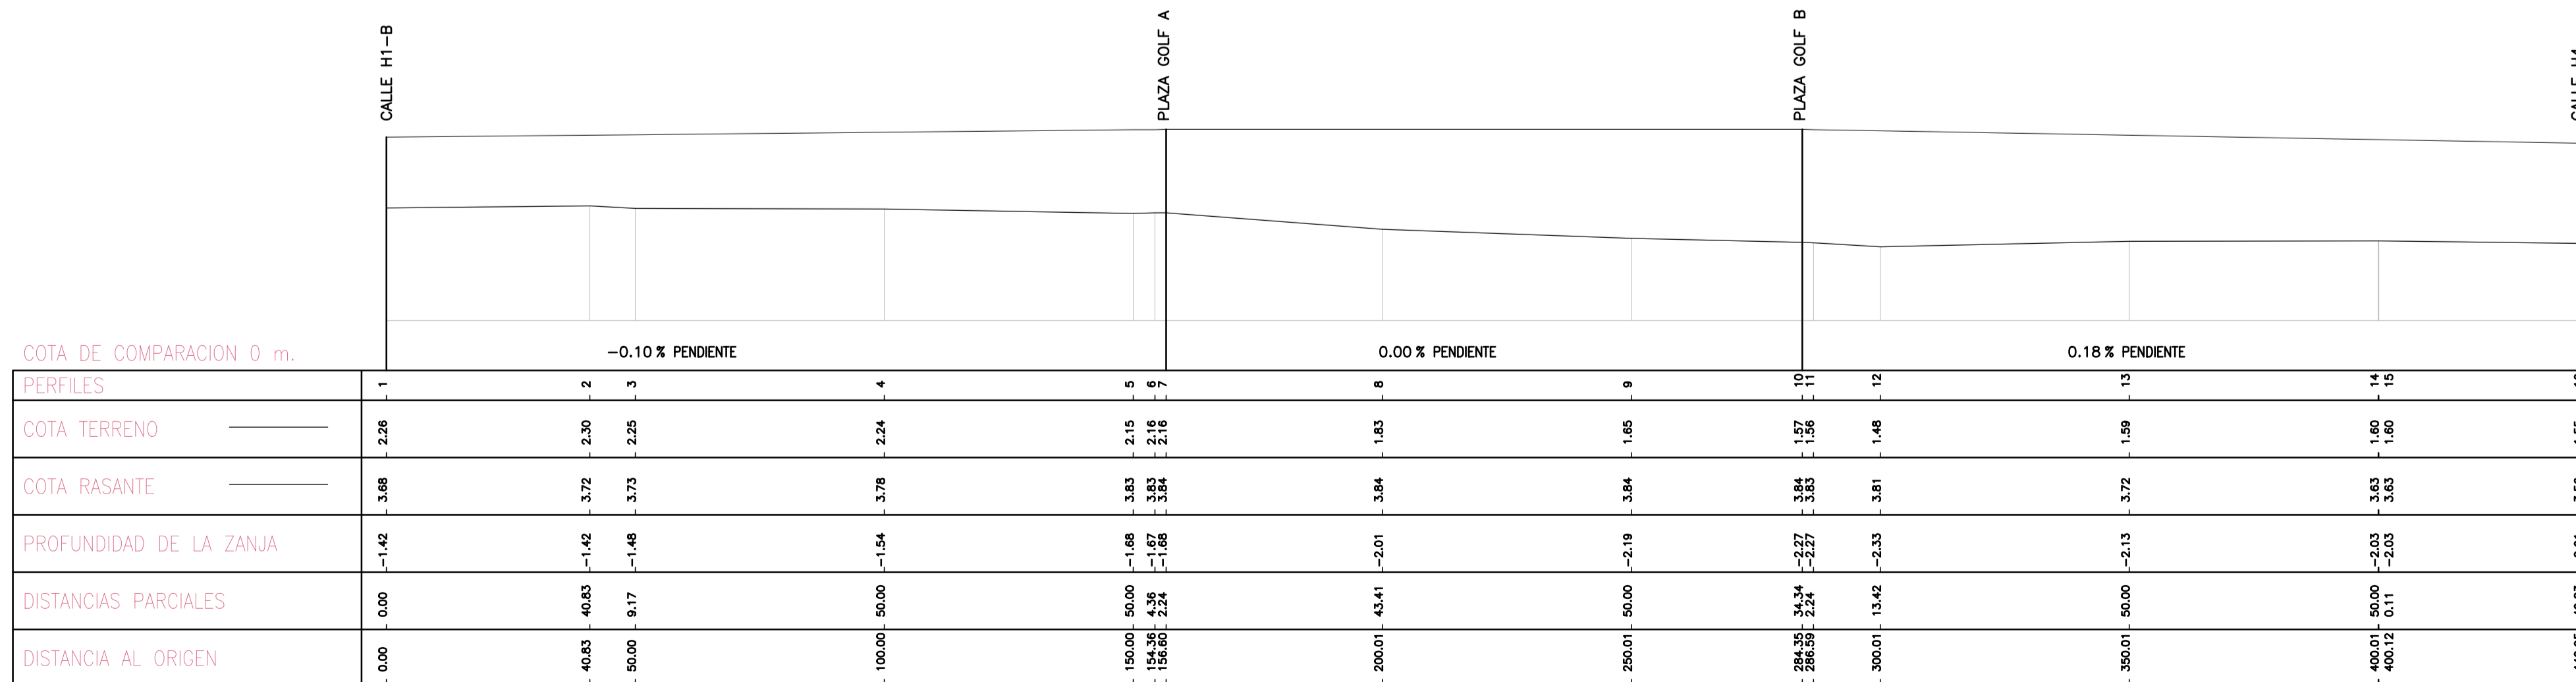 CALLE H1-B
PLAZA GOLF A
PLAZA GOLF B
COTA DE COMPARACION 0 m.
-0.10 % PENDIENTE
0.00 % PENDIENTE
0.18 % PENDIENTE
PERFILES 1 2 3 4 5 6 7 8 9 10 11 12 13 14 15
COTA TERRENO 2.26 2.30 2.25 2.24 2.15 2.16 2.16 1.83 1.65 1.57 1.56 1.48 1.59 1.60 1.60
COTA RASANTE 3.68 3.72 3.73 3.78 3.83 3.83 3.84 3.84 3.84 3.84 3.83 3.81 3.72 3.63 3.63
PROFUNDIDAD DE LA ZANJA -1.42 -1.42 -1.48 -1.54 -1.68 -1.67 -1.68 -2.01 -2.19 -2.27 -2.27 -2.33 -2.13 -2.03 -2.03
DISTANCIAS PARCIALES 0.00 40.83 9.17 50.00 50.00 4.36 2.24 43.41 50.00 34.34 2.24 13.42 50.00 50.00 0.11
DISTANCIA AL ORIGEN 0.00 40.83 50.00 100.00 150.00 154.36 156.60 200.01 250.01 284.35 286.59 300.01 350.01 400.01 400.12